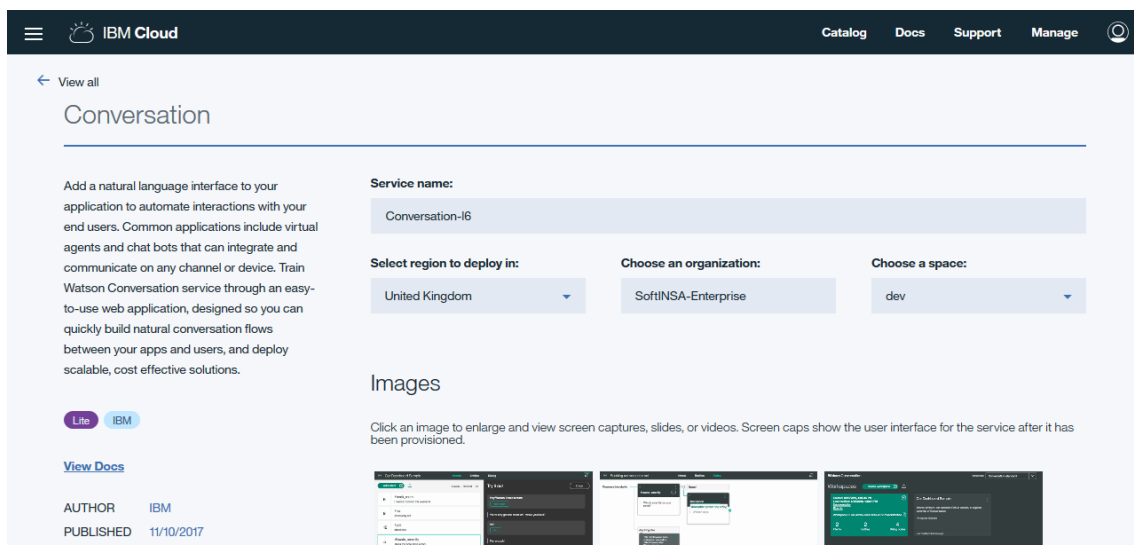 IBM Cloud
Catalog Docs Support Manage
View all
Conversation
Add a natural language interface to your
application to automate interactions with your
end users. Common applications include virtual
agents and chat bots that can integrate and
communicate on any channel or device. Train
Watson Conversation service through an easy-
to-use web application, designed so you can
quickly build natural conversation flows
between your apps and users, and deploy
scalable, cost effective solutions.
Lite IBM
View Docs
AUTHOR IBM
PUBLISHED 11/10/2017
Service name:
Conversation-I6
Select region to deploy in: Choose an organization: Choose a space:
United Kingdom SoftINSA-Enterprise dev
Images
Click an image to enlarge and view screen captures, slides, or videos. Screen caps show the user interface for the service after it has
been provisioned.
Try it out